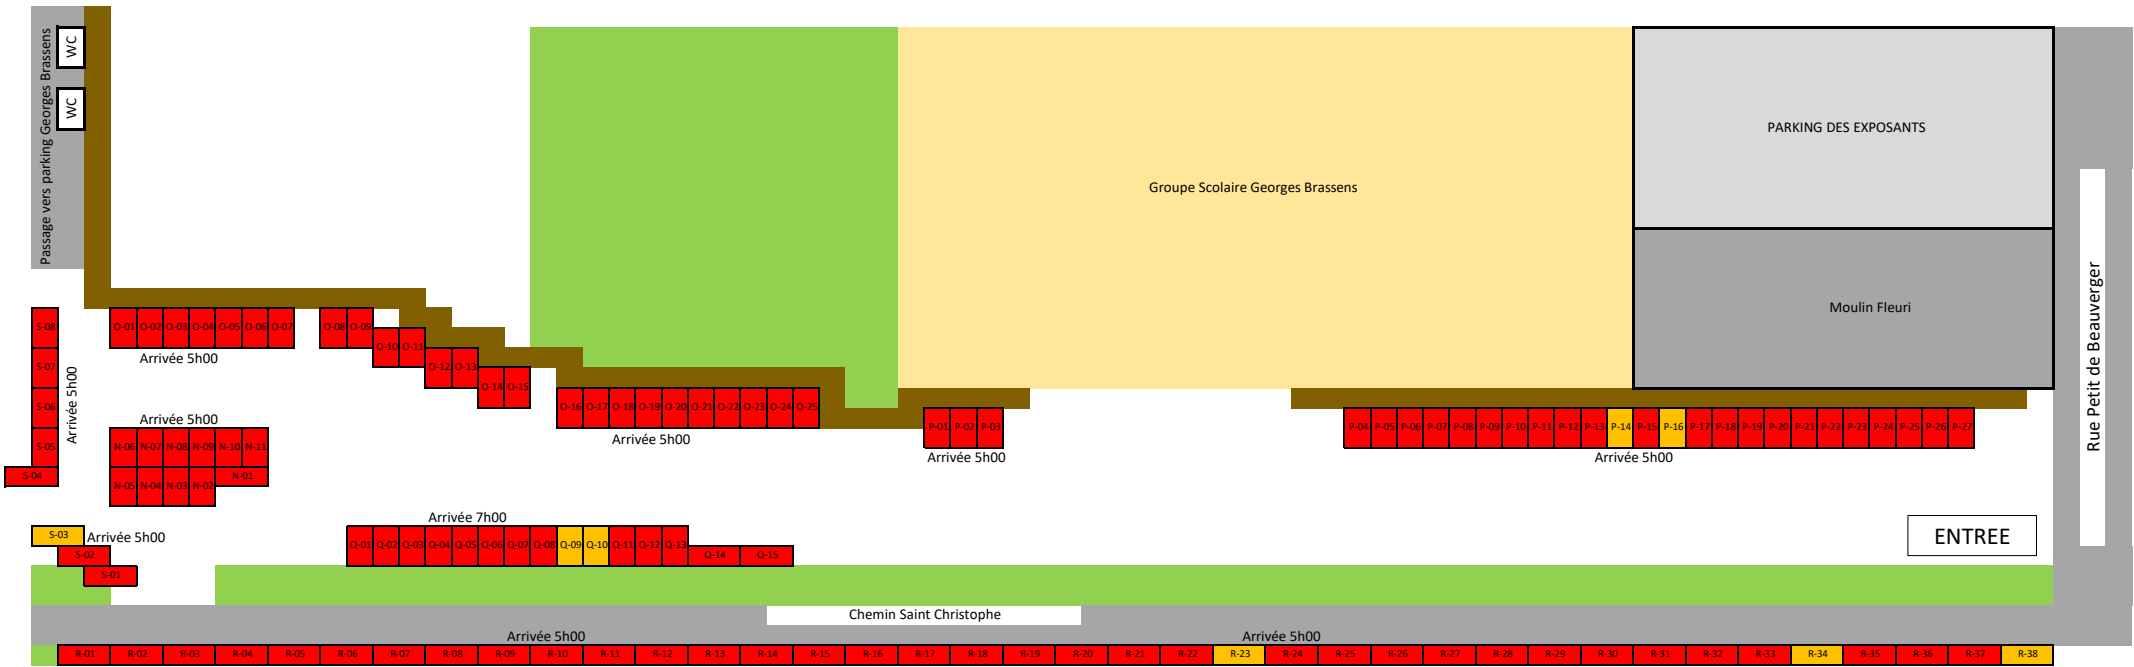 Passage vers parking Georges Brassens
WC
WC
PARKING DES EXPOSANTS
Groupe Scolaire Georges Brassens
Moulin Fleuri
Rue Petit de Beauverger
S-08
S-07
S-06
S-05
S-04
Arrivée 5h00
O-01 O-02 O-03 O-04 O-05 O-06 O-07
O-08 O-09
O-10 O-11
O-12 O-13
O-14 O-15
Arrivée 5h00
O-16 O-17 O-18 O-19 O-20 O-21 O-22 O-23 O-24 O-25
Arrivée 5h00
P-01 P-02 P-03
Arrivée 5h00
P-04 P-05 P-06 P-07 P-08 P-09 P-10 P-11 P-12 P-13 P-14 P-15 P-16 P-17 P-18 P-19 P-20 P-21 P-22 P-23 P-24 P-25 P-26 P-27
Arrivée 5h00
Arrivée 5h00
N-06 N-07 N-08 N-09 N-10 N-11
N-05 N-04 N-03 N-02 N-01
S-03
Arrivée 5h00
S-02
S-01
Arrivée 7h00
Q-01 Q-02 Q-03 Q-04 Q-05 Q-06 Q-07 Q-08 Q-09 Q-10 Q-11 Q-12 Q-13
Q-14 Q-15
ENTREE
Chemin Saint Christophe
Arrivée 5h00
Arrivée 5h00
R-01 R-02 R-03 R-04 R-05 R-06 R-07 R-08 R-09 R-10 R-11 R-12 R-13 R-14 R-15 R-16 R-17 R-18 R-19 R-20 R-21 R-22 R-23 R-24 R-25 R-26 R-27 R-28 R-29 R-30 R-31 R-32 R-33 R-34 R-35 R-36 R-37 R-38